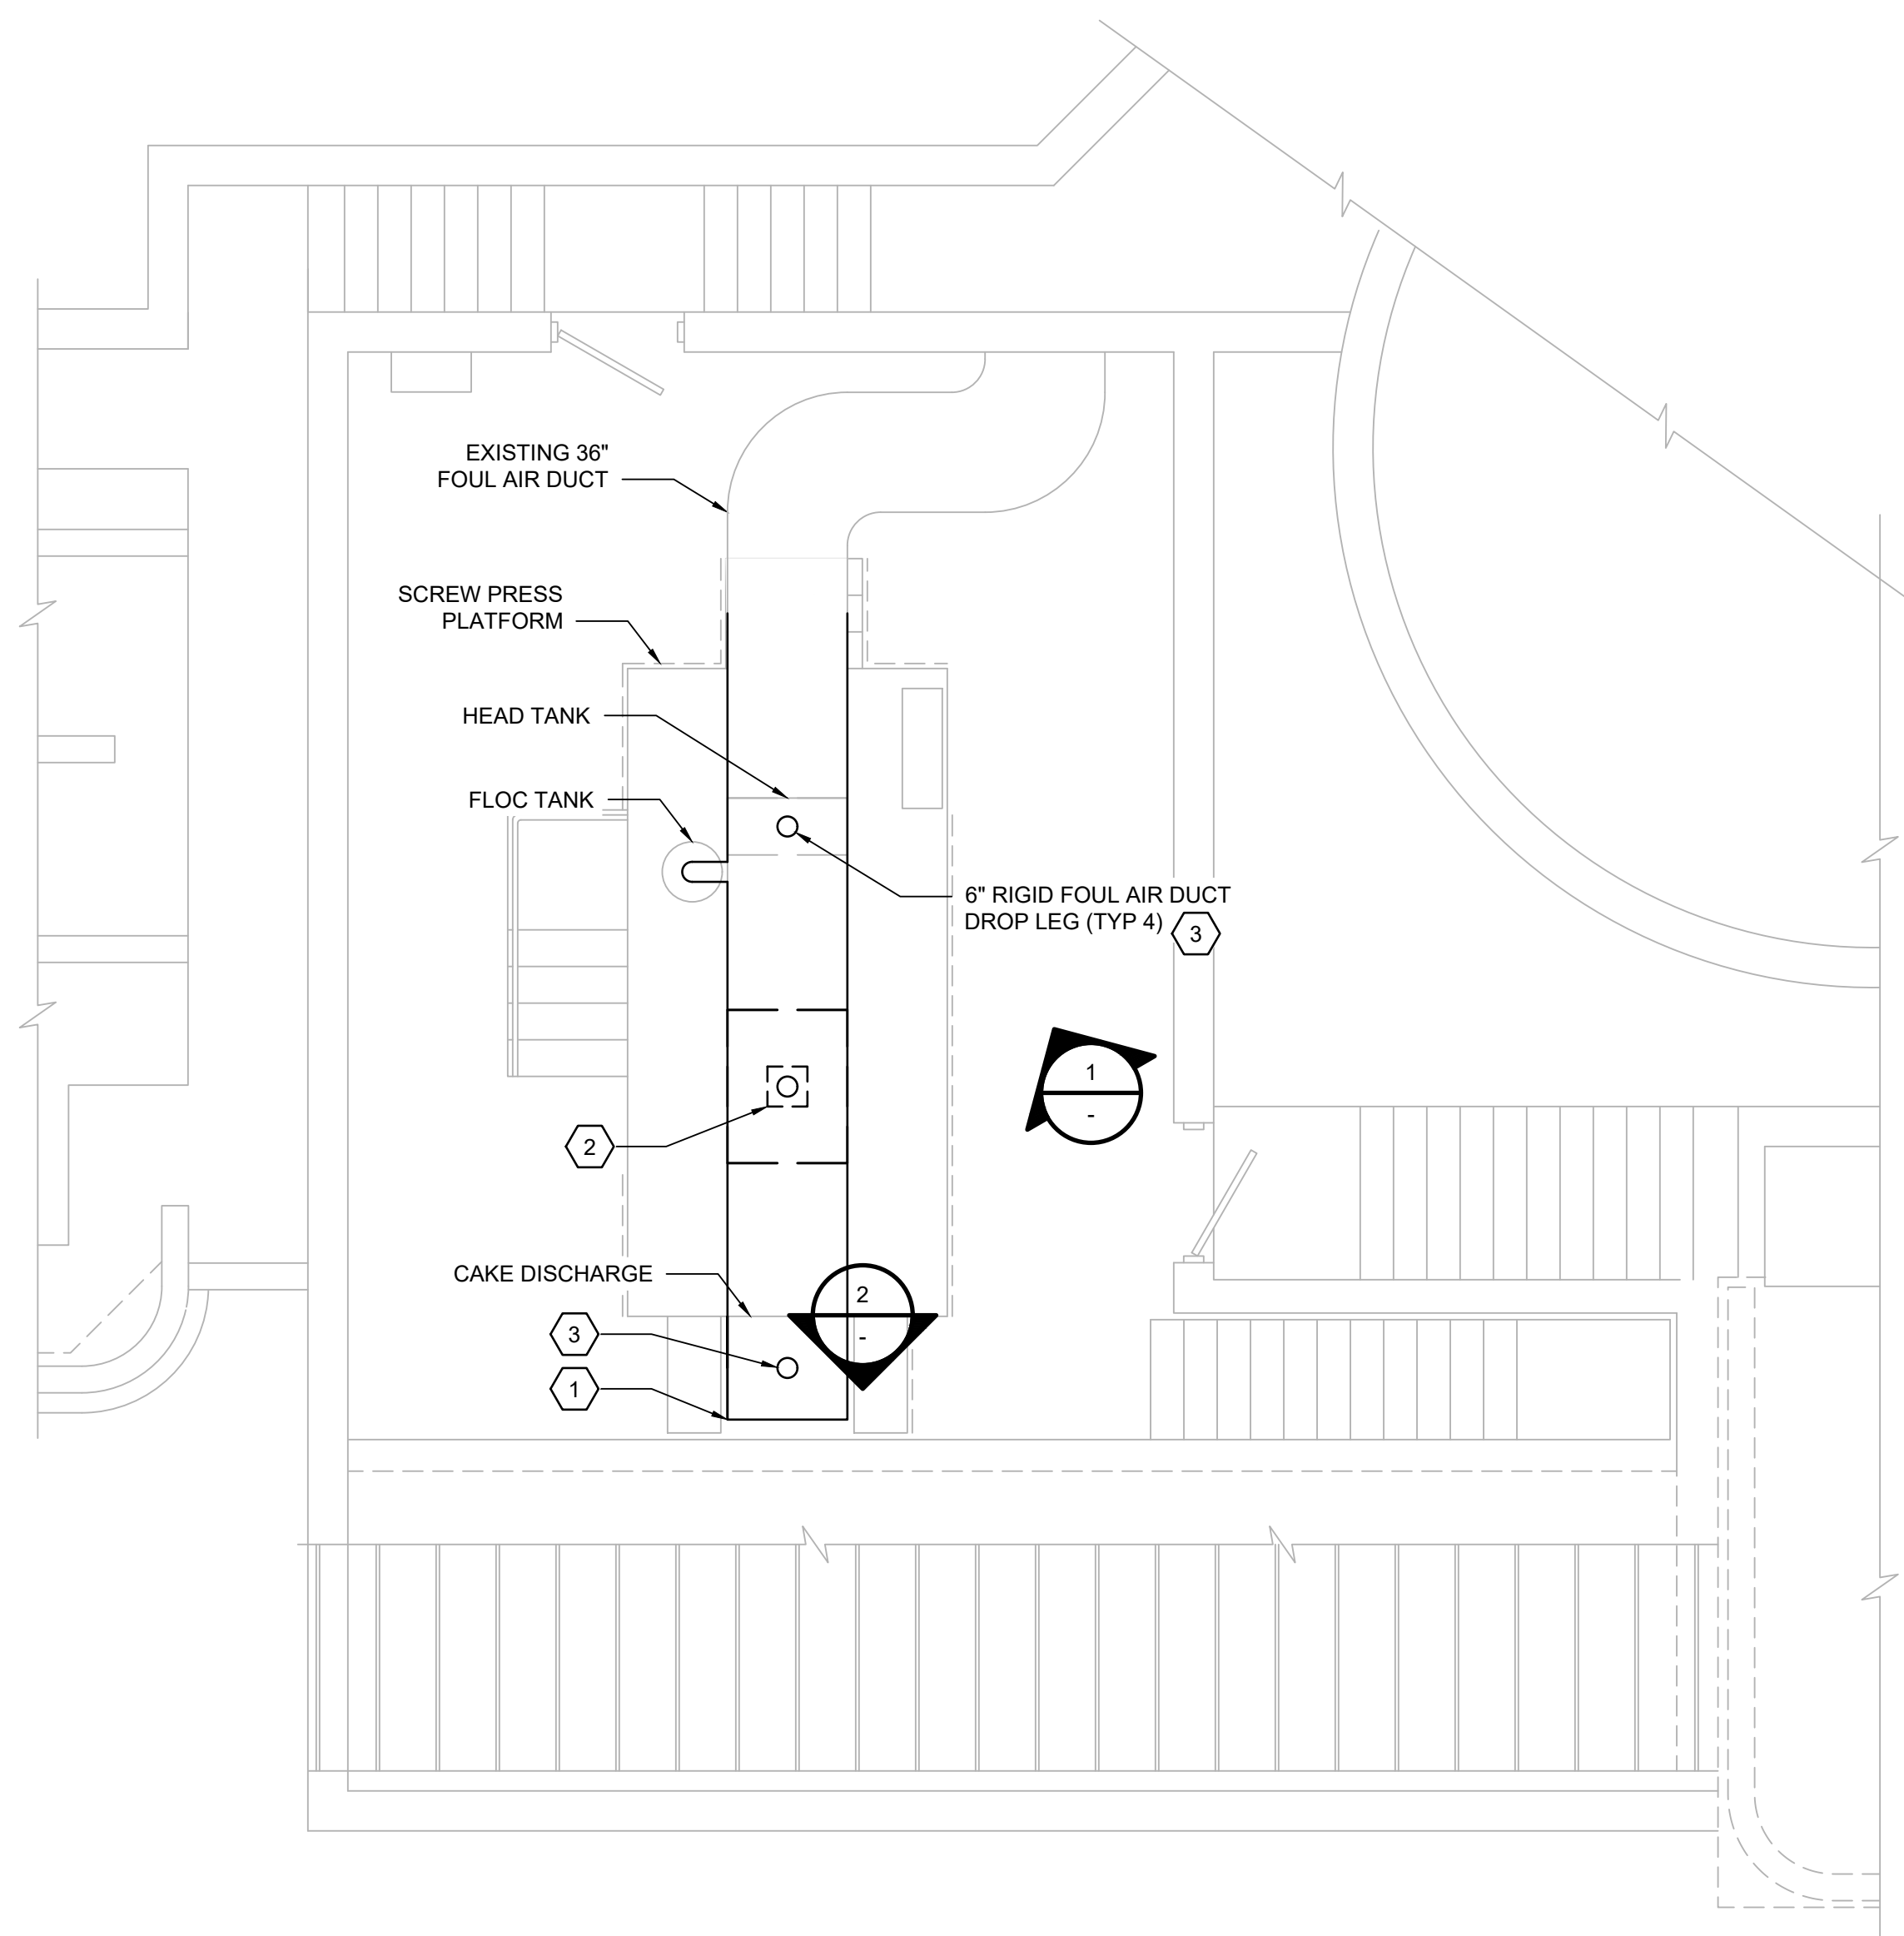 EXISTING 36"
FOUL AIR DUCT
SCREW PRESS
PLATFORM
HEAD TANK
FLOC TANK
6" RIGID FOUL AIR DUCT
DROP LEG (TYP 4)
3
1
-
2
CAKE DISCHARGE
2
-
3
1